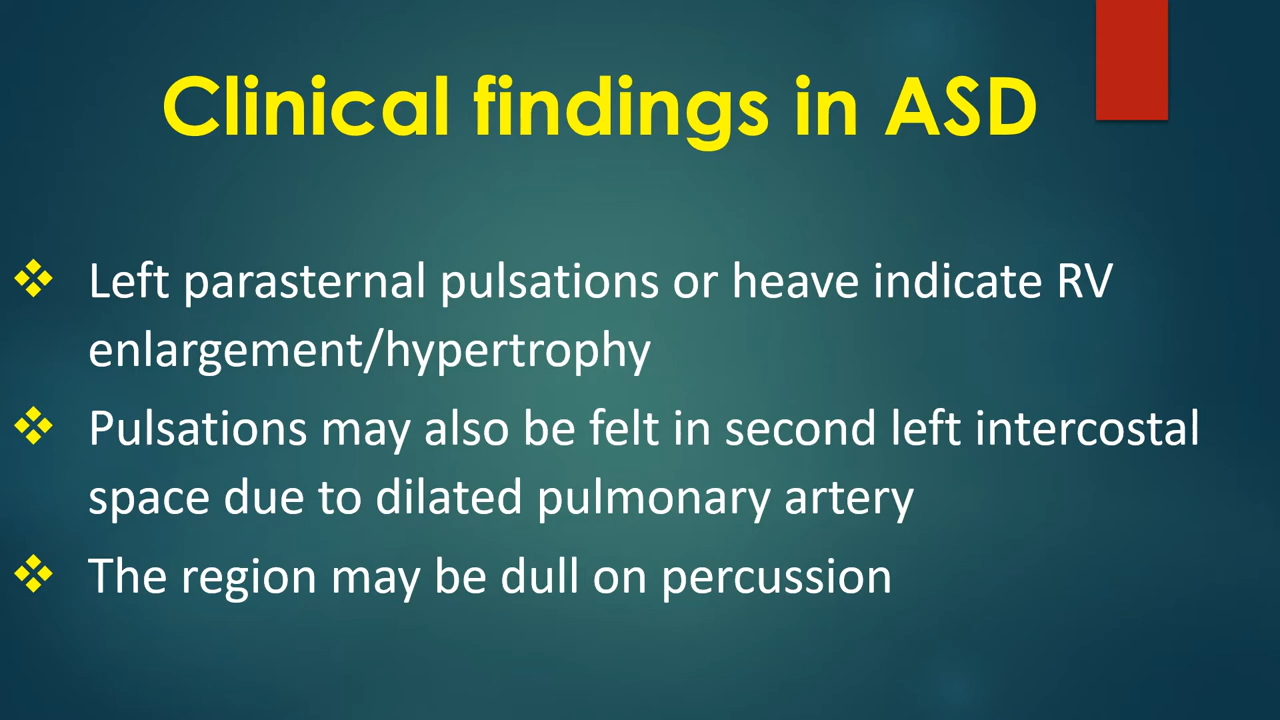 Clinical findings in ASD
❖ Left parasternal pulsations or heave indicate RV
enlargement/hypertrophy
❖ Pulsations may also be felt in second left intercostal
space due to dilated pulmonary artery
❖ The region may be dull on percussion